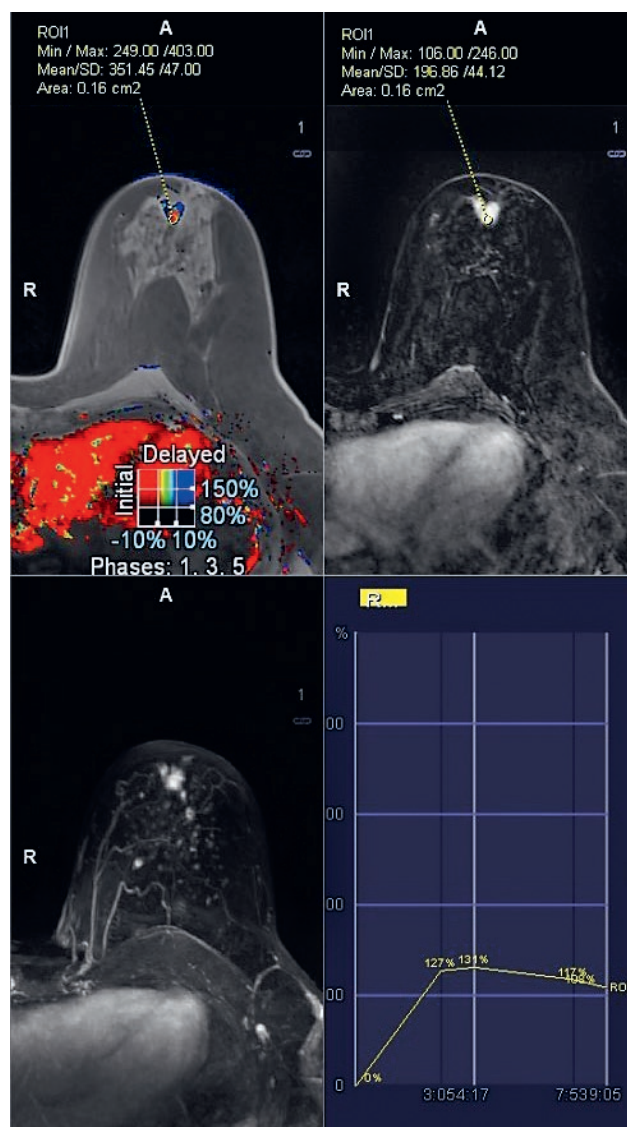 A
ROI1
Min / Max: 249.00 /403.00
Mean/SD: 351.45 /47.00
Area: 0.16 cm2
1
R
Delayed
Initial
150%
80%
-10% 10%
Phases: 1, 3, 5
A
ROI1
Min / Max: 106.00 /246.00
Mean/SD: 196.86 /44.12
Area: 0.16 cm2
1
R
A
1
R
R...
%
00
00
00
00
0
0%
127%
131%
117%
108%
RO
3:054:17
7:539:05